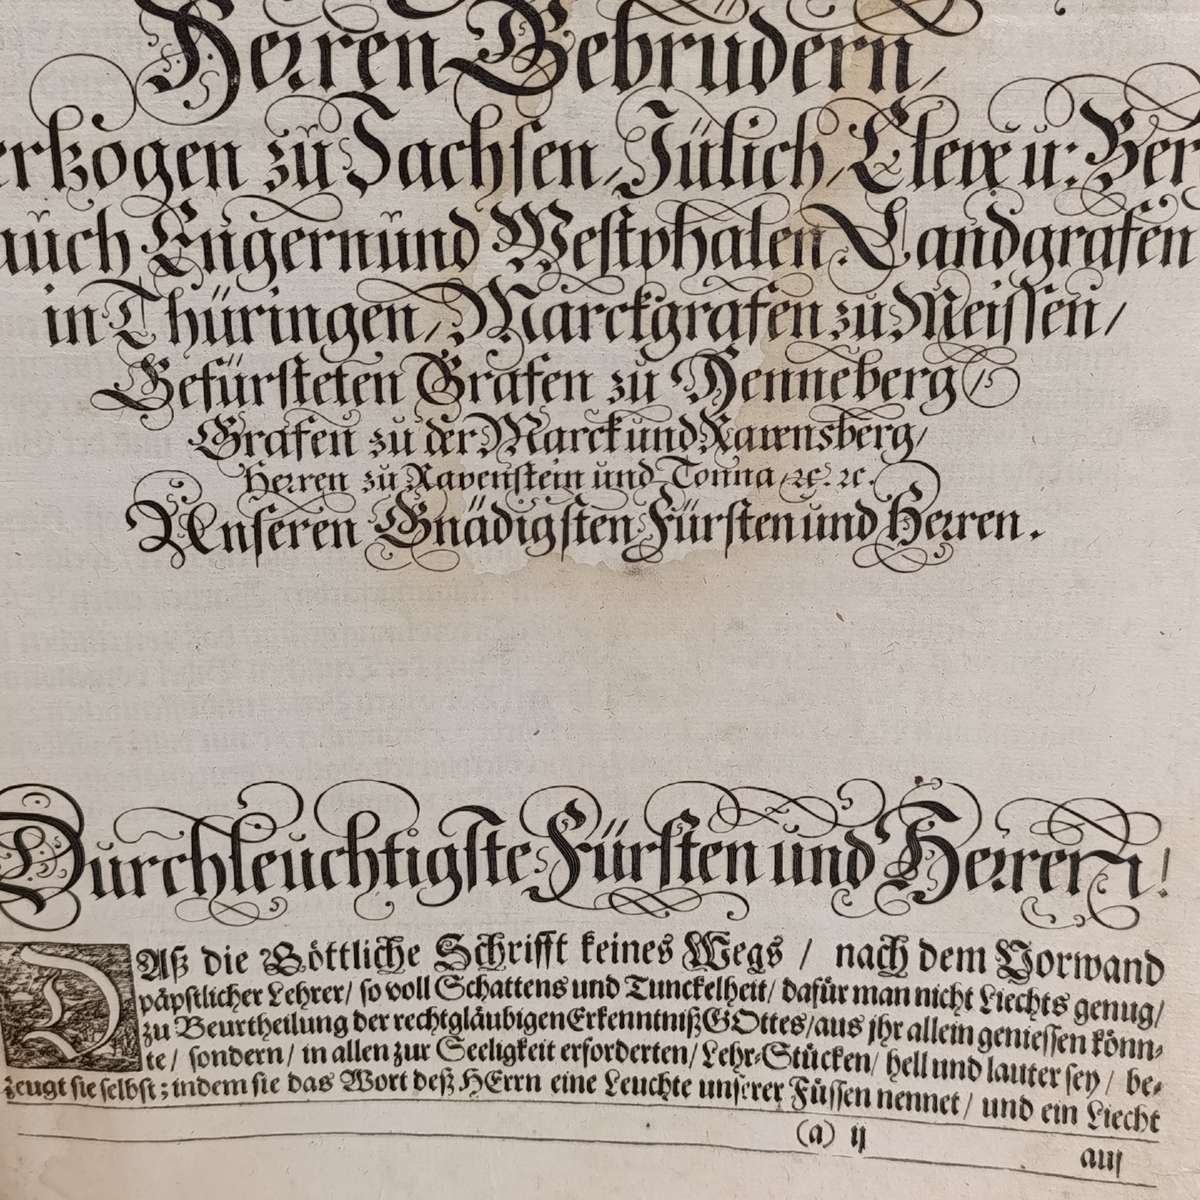 Herren Gebrüdern/
ertzogen zu Sachsen/Jülich/Cleve u: Berg
auch Engern und Westphalen Landgrafen
in Thüringen/Marckgrafen zu Meissen/
Gefürsteten Grafen zu Henneberg/
Grafen zu der Marck und Ravensberg/
Herren zu Ravenstein und Tonna/ꝛc. ꝛc.
Unseren Gnädigsten Fürsten und Herren.
Durchleuchtigste Fürsten und Herren!
DAß die Göttliche Schrifft keines Wegs / nach dem Vorwand
päpstlicher Lehrer/ so voll Schattens und Tunckelheit/ dafür man nicht Liechts genug/
zu Beurtheilung der rechtgläubigen Erkenntniß GOttes/aus jhr allein geniessen könn-
te/ sondern/ in allen zur Seeligkeit erforderten/ Lehr-Stücken/ hell und lauter sey/ be-
zeugt sie selbst; indem sie das Wort deß HErrn eine Leuchte unserer Füssen nennet/ und ein Liecht
(a) ij
auf